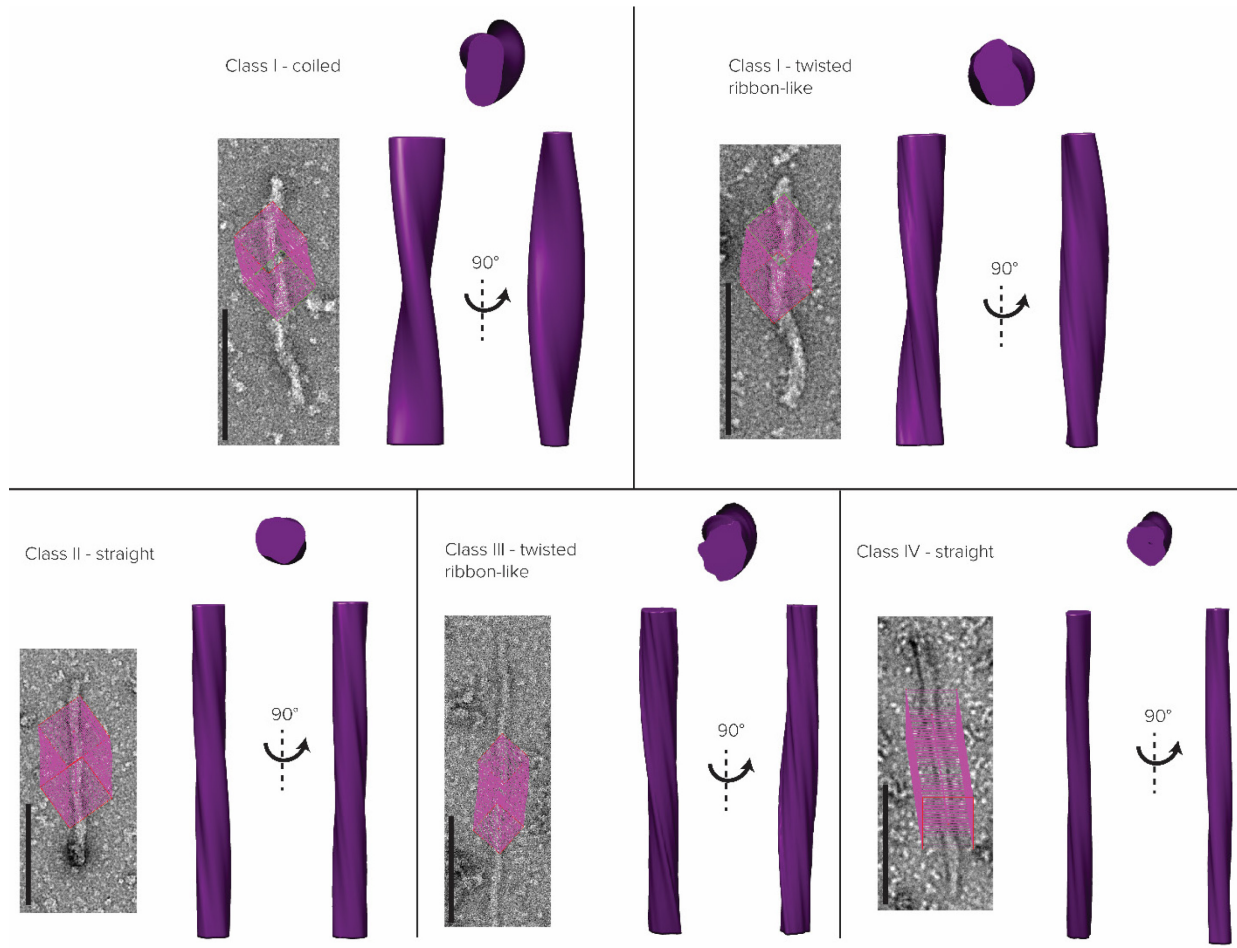 Class I - coiled
90°
Class I - twisted
ribbon-like
90°
Class II - straight
90°
Class III - twisted
ribbon-like
90°
Class IV - straight
90°